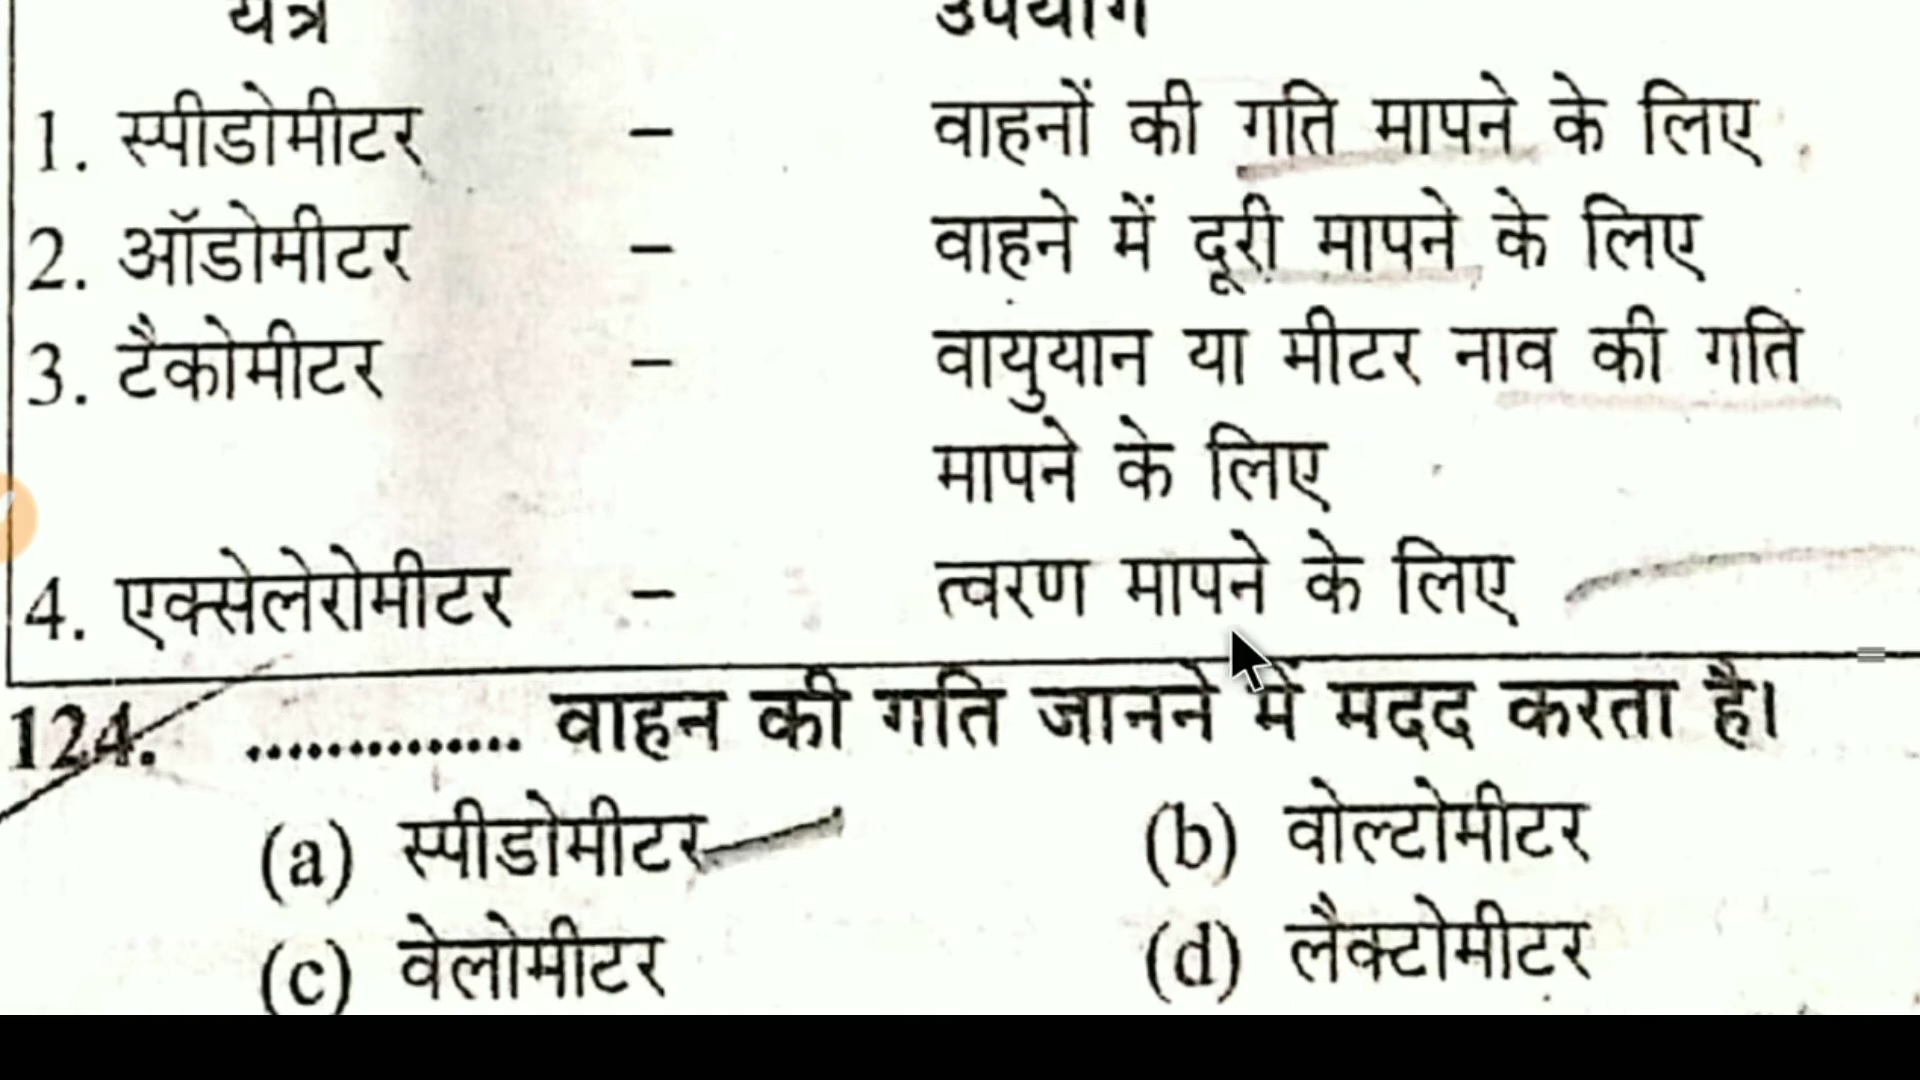 यंत्र उपयोग
1. स्पीडोमीटर – वाहनों की गति मापने के लिए
2. ऑडोमीटर – वाहने में दूरी मापने के लिए
3. टैकोमीटर – वायुयान या मीटर नाव की गति
मापने के लिए
4. एक्सेलेरोमीटर – त्वरण मापने के लिए
124. .............. वाहन की गति जानने में मदद करता है।
(a) स्पीडोमीटर (b) वोल्टोमीटर
(c) वेलोमीटर (d) लैक्टोमीटर